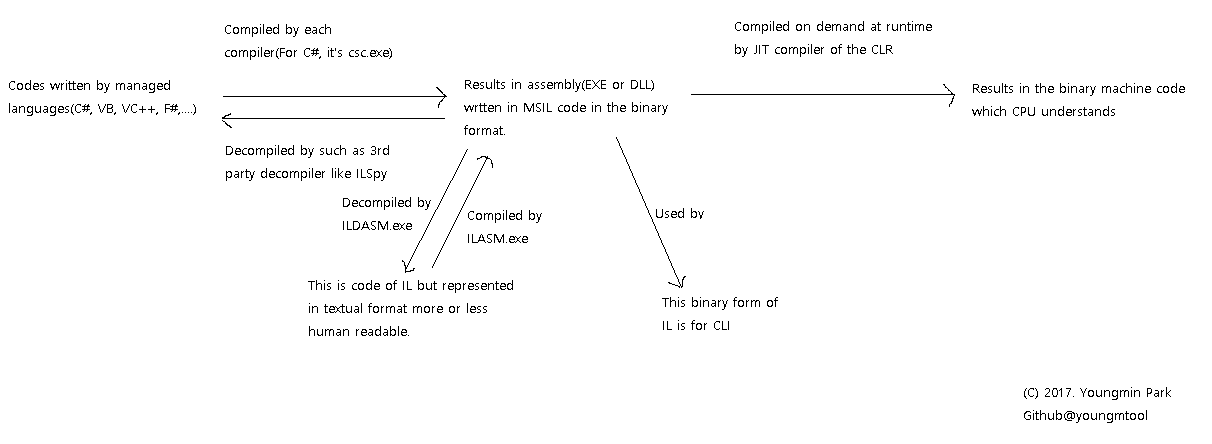 Compiled by each
compiler(For C#, it's csc.exe)
Compiled on demand at runtime
by JIT compiler of the CLR
Codes written by managed
languages(C#, VB, VC++, F#,....)
Results in assembly(EXE or DLL)
wrtten in MSIL code in the binary
format.
Results in the binary machine code
which CPU understands
Decompiled by such as 3rd
party decompiler like ILSpy
Decompiled by
ILDASM.exe
Compiled by
ILASM.exe
Used by
This is code of IL but represented
in textual format more or less
human readable.
This binary form of
IL is for CLI
(C) 2017. Youngmin Park
Github@youngmtool